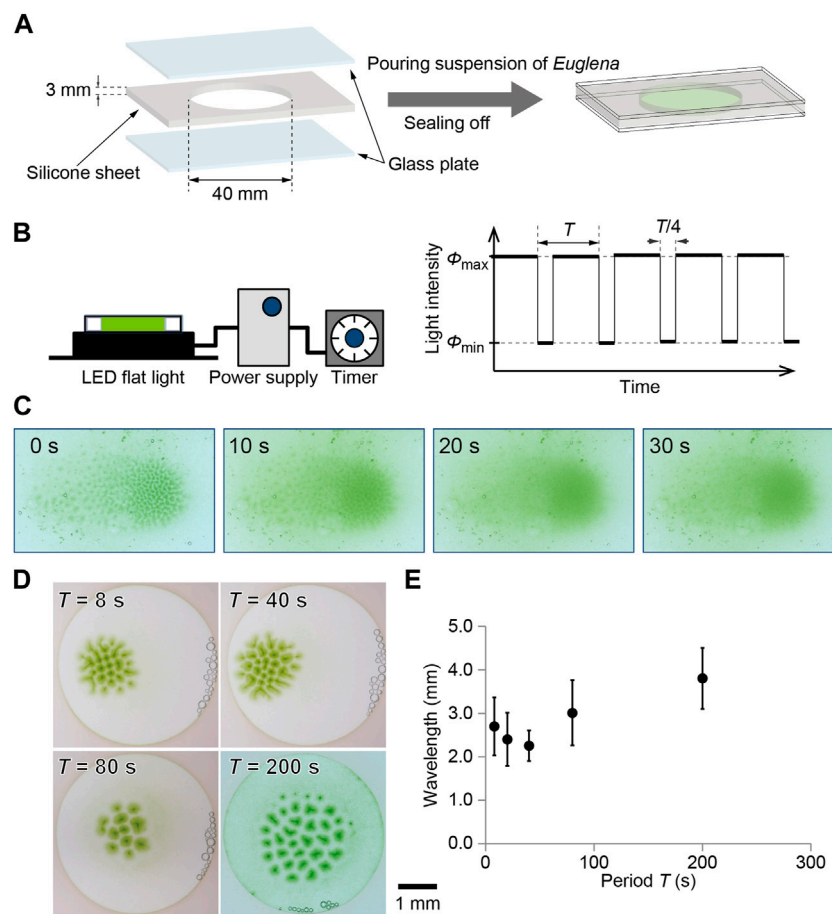 A
3 mm
Silicone sheet
40 mm
Glass plate
Pouring suspension of Euglena
Sealing off
B
LED flat light
Power supply
Timer
Light intensity
Φmax
Φmin
T
T/4
Time
C
0 s
10 s
20 s
30 s
D
T = 8 s
T = 40 s
T = 80 s
T = 200 s
1 mm
E
Wavelength (mm)
5.0
4.0
3.0
2.0
1.0
0.0
0
100
200
300
Period T (s)